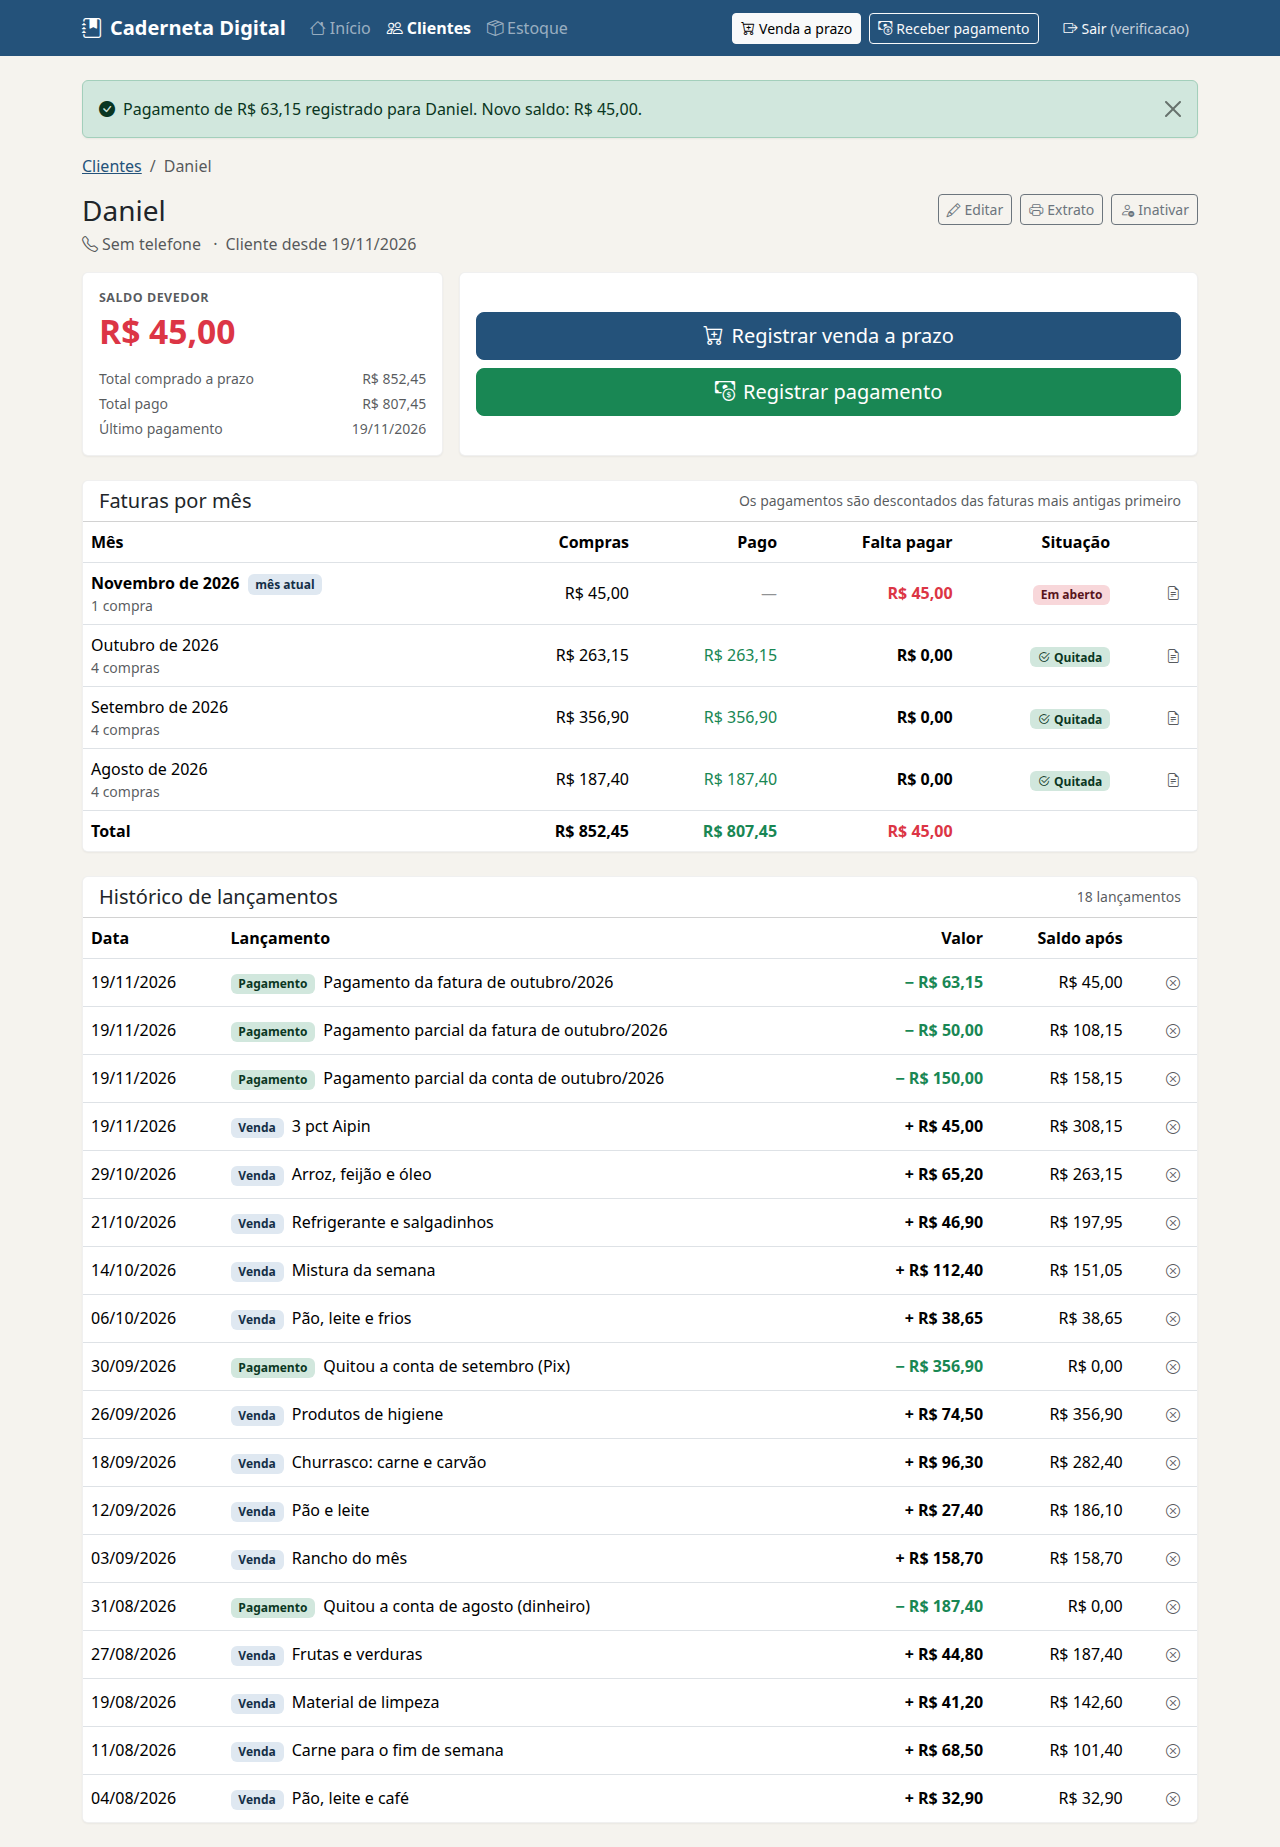 Caderneta Digital Início Clientes Estoque Venda a prazo Receber pagamento Sair (verificacao)
Pagamento de R$ 63,15 registrado para Daniel. Novo saldo: R$ 45,00.
Clientes / Daniel
Daniel Editar Extrato Inativar
Sem telefone · Cliente desde 19/11/2026
SALDO DEVEDOR
R$ 45,00
Total comprado a prazo R$ 852,45
Total pago R$ 807,45
Último pagamento 19/11/2026
Registrar venda a prazo
Registrar pagamento
Faturas por mês Os pagamentos são descontados das faturas mais antigas primeiro
Mês Compras Pago Falta pagar Situação
Novembro de 2026 mês atual R$ 45,00 — R$ 45,00 Em aberto
1 compra
Outubro de 2026 R$ 263,15 R$ 263,15 R$ 0,00 Quitada
4 compras
Setembro de 2026 R$ 356,90 R$ 356,90 R$ 0,00 Quitada
4 compras
Agosto de 2026 R$ 187,40 R$ 187,40 R$ 0,00 Quitada
4 compras
Total R$ 852,45 R$ 807,45 R$ 45,00
Histórico de lançamentos 18 lançamentos
Data Lançamento Valor Saldo após
19/11/2026 Pagamento Pagamento da fatura de outubro/2026 − R$ 63,15 R$ 45,00
19/11/2026 Pagamento Pagamento parcial da fatura de outubro/2026 − R$ 50,00 R$ 108,15
19/11/2026 Pagamento Pagamento parcial da conta de outubro/2026 − R$ 150,00 R$ 158,15
19/11/2026 Venda 3 pct Aipin + R$ 45,00 R$ 308,15
29/10/2026 Venda Arroz, feijão e óleo + R$ 65,20 R$ 263,15
21/10/2026 Venda Refrigerante e salgadinhos + R$ 46,90 R$ 197,95
14/10/2026 Venda Mistura da semana + R$ 112,40 R$ 151,05
06/10/2026 Venda Pão, leite e frios + R$ 38,65 R$ 38,65
30/09/2026 Pagamento Quitou a conta de setembro (Pix) − R$ 356,90 R$ 0,00
26/09/2026 Venda Produtos de higiene + R$ 74,50 R$ 356,90
18/09/2026 Venda Churrasco: carne e carvão + R$ 96,30 R$ 282,40
12/09/2026 Venda Pão e leite + R$ 27,40 R$ 186,10
03/09/2026 Venda Rancho do mês + R$ 158,70 R$ 158,70
31/08/2026 Pagamento Quitou a conta de agosto (dinheiro) − R$ 187,40 R$ 0,00
27/08/2026 Venda Frutas e verduras + R$ 44,80 R$ 187,40
19/08/2026 Venda Material de limpeza + R$ 41,20 R$ 142,60
11/08/2026 Venda Carne para o fim de semana + R$ 68,50 R$ 101,40
04/08/2026 Venda Pão, leite e café + R$ 32,90 R$ 32,90